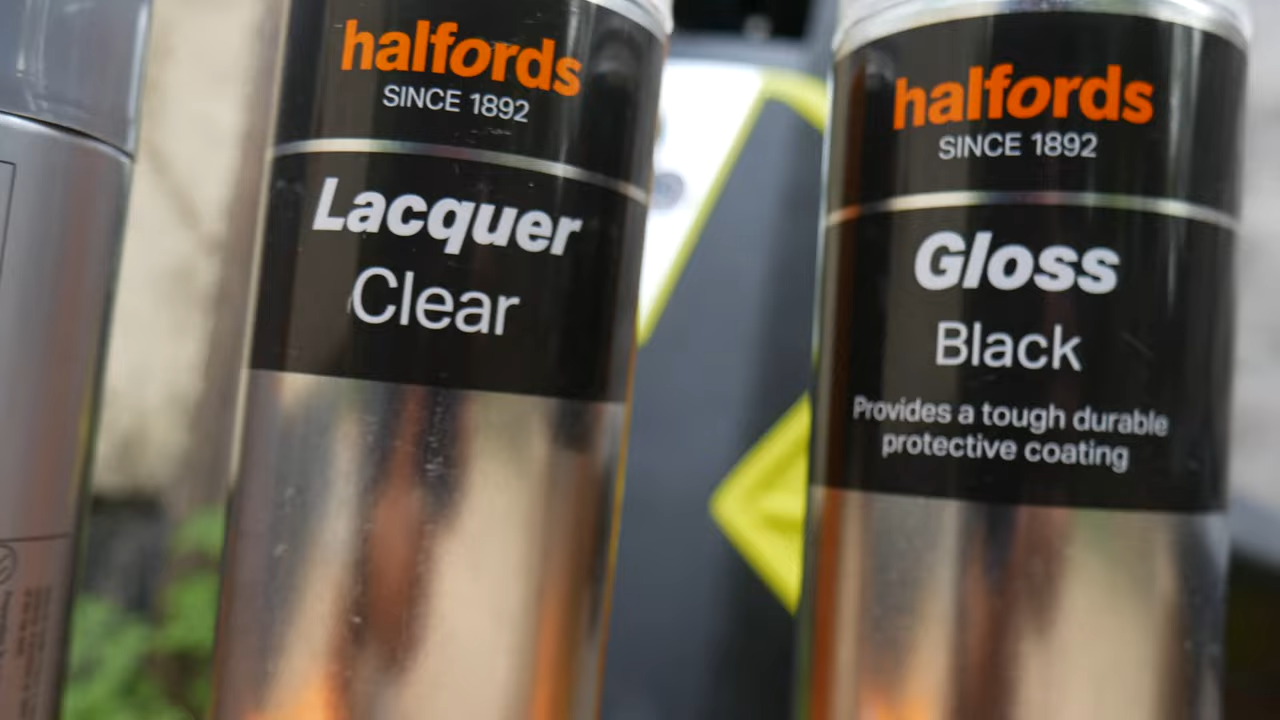 halfords
SINCE 1892
Lacquer
Clear
halfords
SINCE 1892
Gloss
Black
Provides a tough durable
protective coating